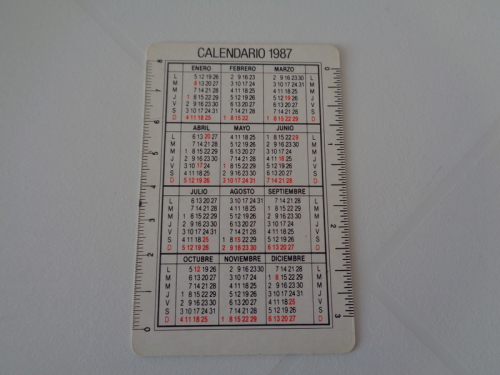 CALENDARIO 1987
ENERO FEBRERO MARZO
L 5 12 19 26 2 9 16 23 2 9 16 23 30 L
M 6 13 20 27 3 10 17 24 3 10 17 24 31 M
M 7 14 21 28 4 11 18 25 4 11 18 25 M
J 1 8 15 22 29 5 12 19 26 5 12 19 26 J
V 2 9 16 23 30 6 13 20 27 6 13 20 27 V
S 3 10 17 24 31 7 14 21 28 7 14 21 28 S
D 4 11 18 25 1 8 15 22 1 8 15 22 29 D
ABRIL MAYO JUNIO
L 6 13 20 27 4 11 18 25 1 8 15 22 29 L
M 7 14 21 28 5 12 19 26 2 9 16 23 30 M
M 1 8 15 22 29 6 13 20 27 3 10 17 24 M
J 2 9 16 23 30 7 14 21 28 4 11 18 25 J
V 3 10 17 24 1 8 15 22 29 5 12 19 26 V
S 4 11 18 25 2 9 16 23 30 6 13 20 27 S
D 5 12 19 26 3 10 17 24 31 7 14 21 28 D
JULIO AGOSTO SEPTIEMBRE
L 6 13 20 27 3 10 17 24 31 7 14 21 28 L
M 7 14 21 28 4 11 18 25 1 8 15 22 29 M
M 1 8 15 22 29 5 12 19 26 2 9 16 23 30 M
J 2 9 16 23 30 6 13 20 27 3 10 17 24 J
V 3 10 17 24 31 7 14 21 28 4 11 18 25 V
S 4 11 18 25 1 8 15 22 29 5 12 19 26 S
D 5 12 19 26 2 9 16 23 30 6 13 20 27 D
OCTUBRE NOVIEMBRE DICIEMBRE
L 5 12 19 26 2 9 16 23 30 7 14 21 28 L
M 6 13 20 27 3 10 17 24 1 8 15 22 29 M
M 7 14 21 28 4 11 18 25 2 9 16 23 30 M
J 1 8 15 22 29 5 12 19 26 3 10 17 24 31 J
V 2 9 16 23 30 6 13 20 27 4 11 18 25 V
S 3 10 17 24 31 7 14 21 28 5 12 19 26 S
D 4 11 18 25 1 8 15 22 29 6 13 20 27 D